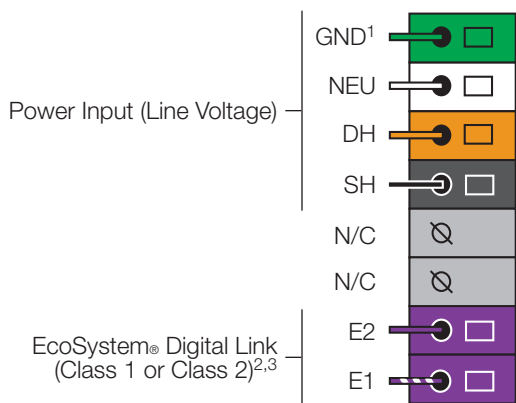 GND1
NEU
Power Input (Line Voltage)
DH
SH
N/C
N/C
E2
EcoSystem® Digital Link
(Class 1 or Class 2)2,3
E1